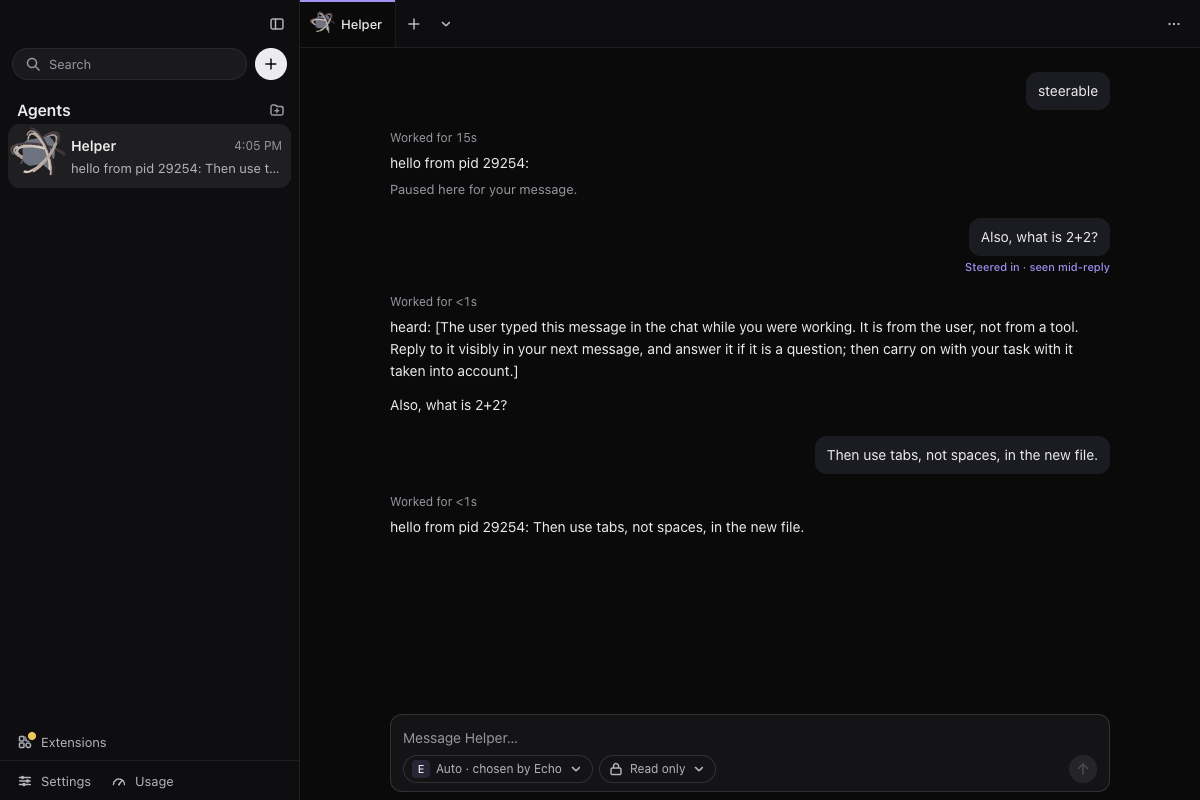 Helper
Search
Agents
Helper
4:05 PM
hello from pid 29254: Then use t...
Extensions
Settings
Usage
steerable
Worked for 15s
hello from pid 29254:
Paused here for your message.
Also, what is 2+2?
Steered in · seen mid-reply
Worked for <1s
heard: [The user typed this message in the chat while you were working. It is from the user, not from a tool.
Reply to it visibly in your next message, and answer it if it is a question; then carry on with your task with it
taken into account.]
Also, what is 2+2?
Then use tabs, not spaces, in the new file.
Worked for <1s
hello from pid 29254: Then use tabs, not spaces, in the new file.
Message Helper...
E Auto · chosen by Echo
Read only